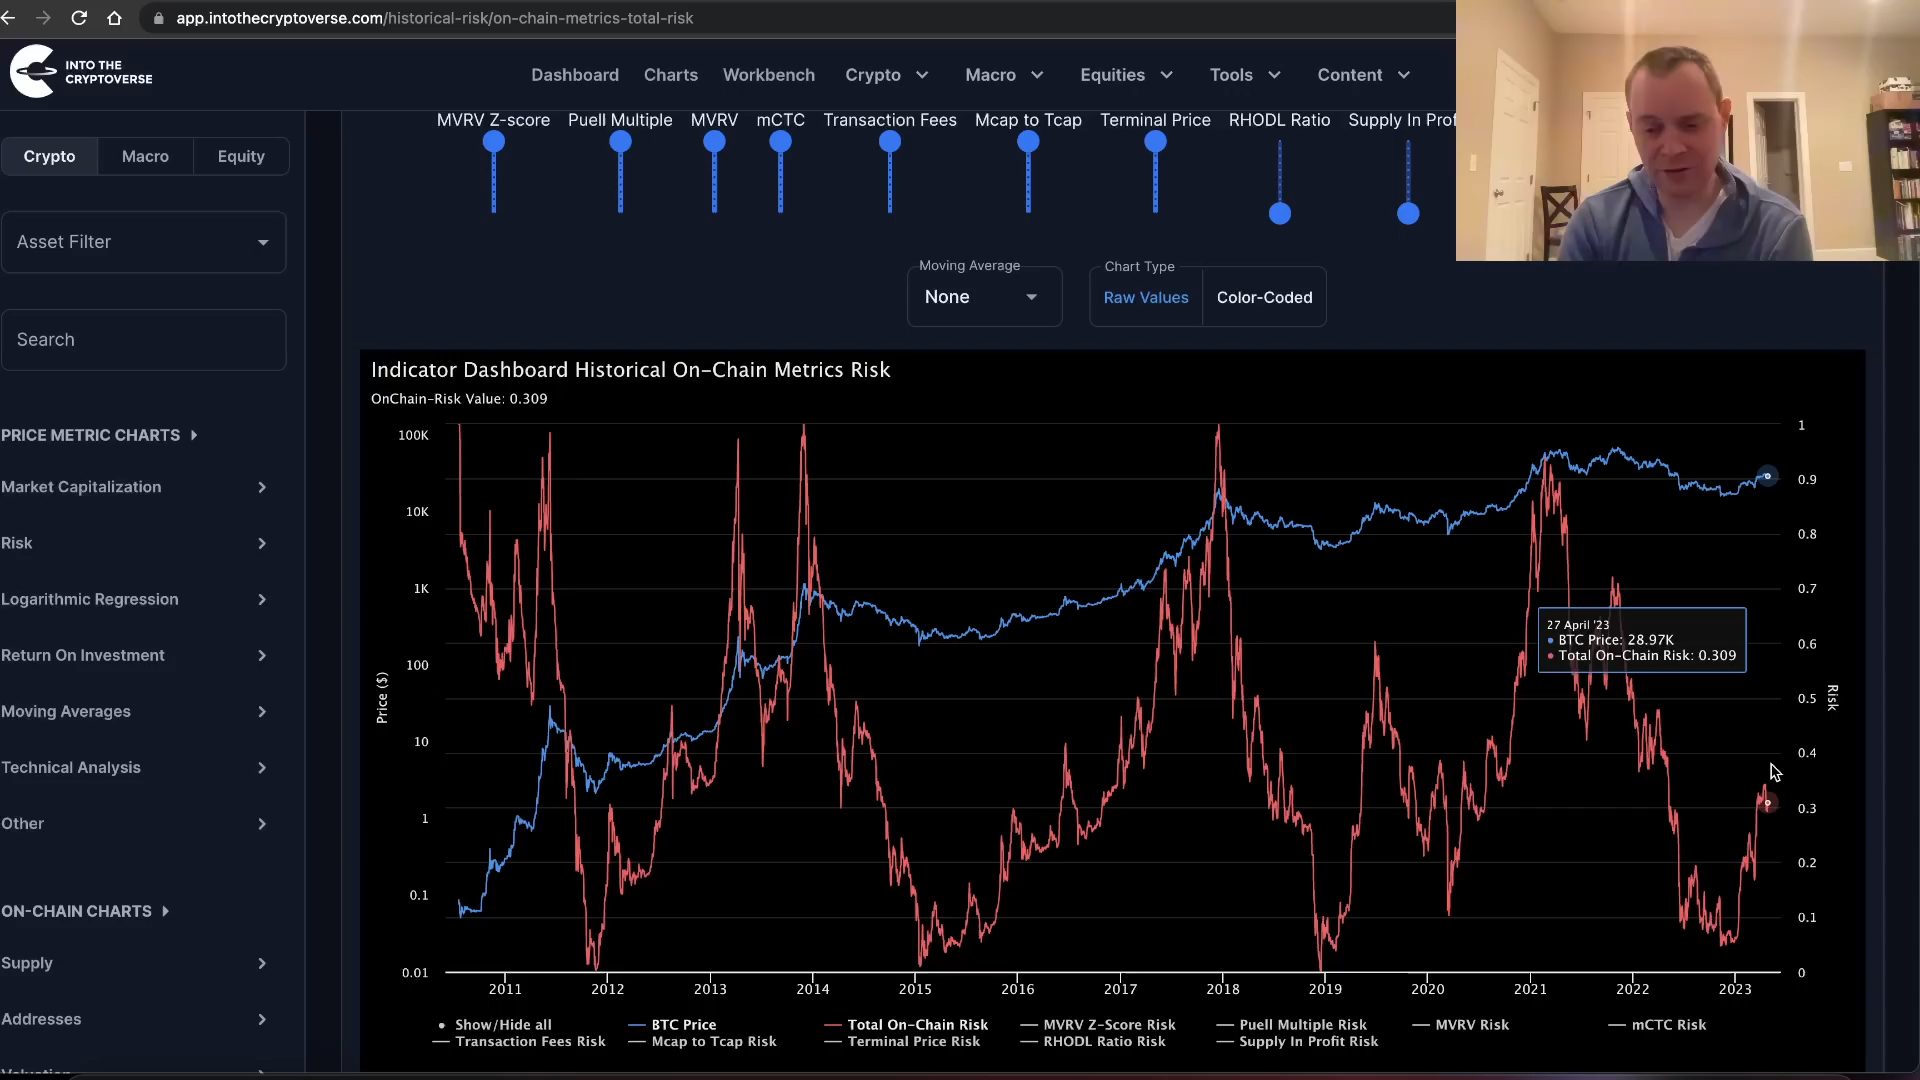 app.intothecryptoverse.com/historical-risk/on-chain-metrics-total-risk
INTO THE
CRYPTOVERSE
Dashboard Charts Workbench Crypto Macro Equities Tools Content
MVRV Z-score Puell Multiple MVRV mCTC Transaction Fees Mcap to Tcap Terminal Price RHODL Ratio Supply In Prof
Crypto Macro Equity
Asset Filter
Search
PRICE METRIC CHARTS
Market Capitalization
Risk
Logarithmic Regression
Return On Investment
Moving Averages
Technical Analysis
Other
ON-CHAIN CHARTS
Supply
Addresses
Moving Average
None
Chart Type
Raw Values Color-Coded
Indicator Dashboard Historical On-Chain Metrics Risk
OnChain-Risk Value: 0.309
100K
10K
1K
100
10
1
0.1
0.01
Price ($)
1
0.9
0.8
0.7
0.6
0.5
0.4
0.3
0.2
0.1
0
Risk
27 April '23
BTC Price: 28.97K
Total On-Chain Risk: 0.309
2011 2012 2013 2014 2015 2016 2017 2018 2019 2020 2021 2022 2023
Show/Hide all BTC Price Total On-Chain Risk MVRV Z-Score Risk Puell Multiple Risk MVRV Risk mCTC Risk
Transaction Fees Risk Mcap to Tcap Risk Terminal Price Risk RHODL Ratio Risk Supply In Profit Risk